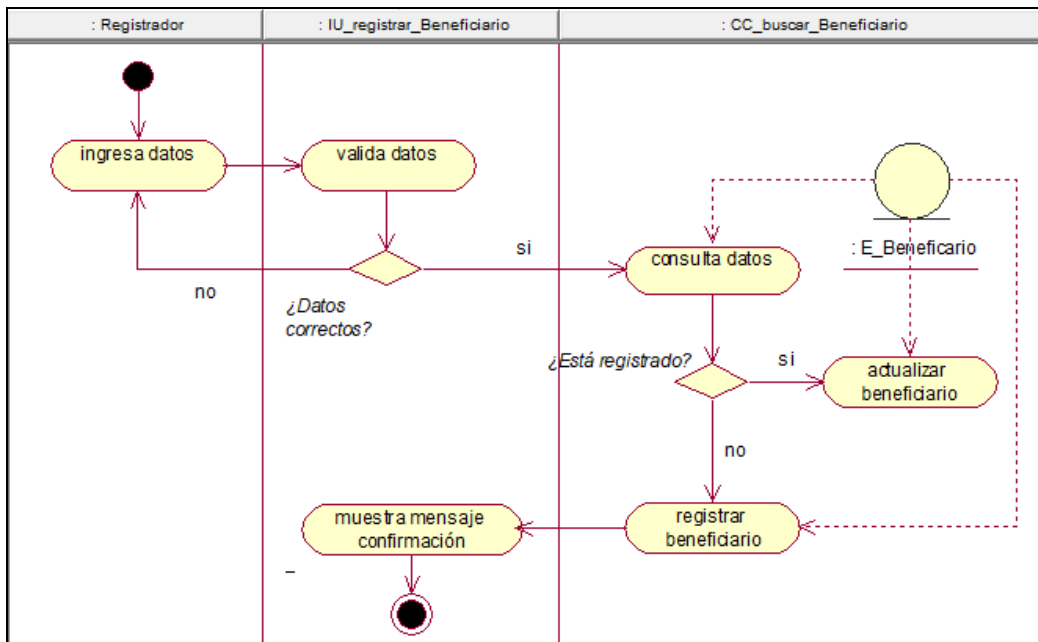 : Registrador
: IU_registrar_Beneficiario
: CC_buscar_Beneficiario
ingresa datos
valida datos
si
consulta datos
: E_Beneficario
no
¿Datos
correctos?
¿Está registrado?
si
actualizar
beneficiario
no
muestra mensaje
confirmación
registrar
beneficiario